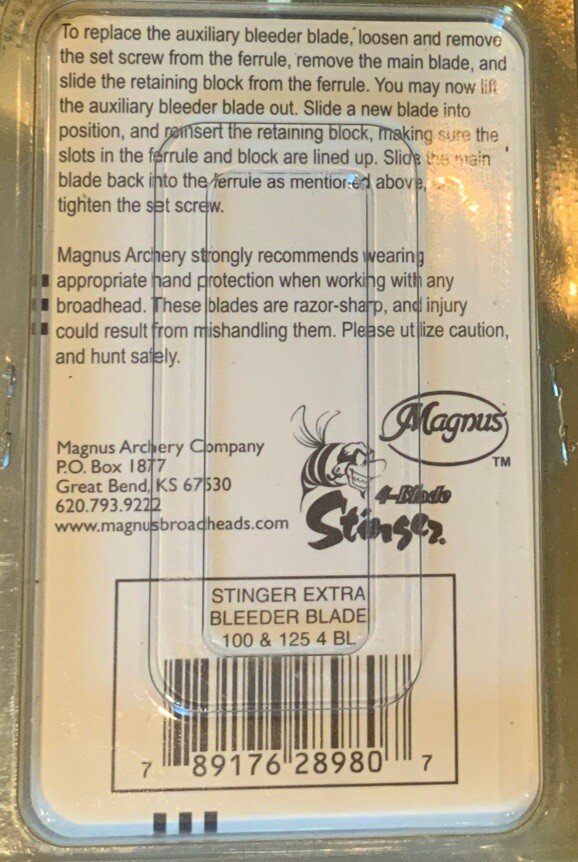 To replace the auxiliary bleeder blade, loosen and remove
the set screw from the ferrule, remove the main blade, and
slide the retaining block from the ferrule. You may now lift
the auxiliary bleeder blade out. Slide a new blade into
position, and reinsert the retaining block, making sure the
slots in the ferrule and block are lined up. Slide the main
blade back into the ferrule as mentioned above,
tighten the set screw.
Magnus Archery strongly recommends wearing
appropriate hand protection when working with any
broadhead. These blades are razor-sharp, and injury
could result from mishandling them. Please utilize caution,
and hunt safely.
Magnus
TM
Magnus Archery Company
P.O. Box 1877
Great Bend, KS 67530
620.793.9222
www.magnusbroadheads.com
4-Blade
Stinger
STINGER EXTRA
BLEEDER BLADE
100 & 125 4 BL
7 89176 28980 7